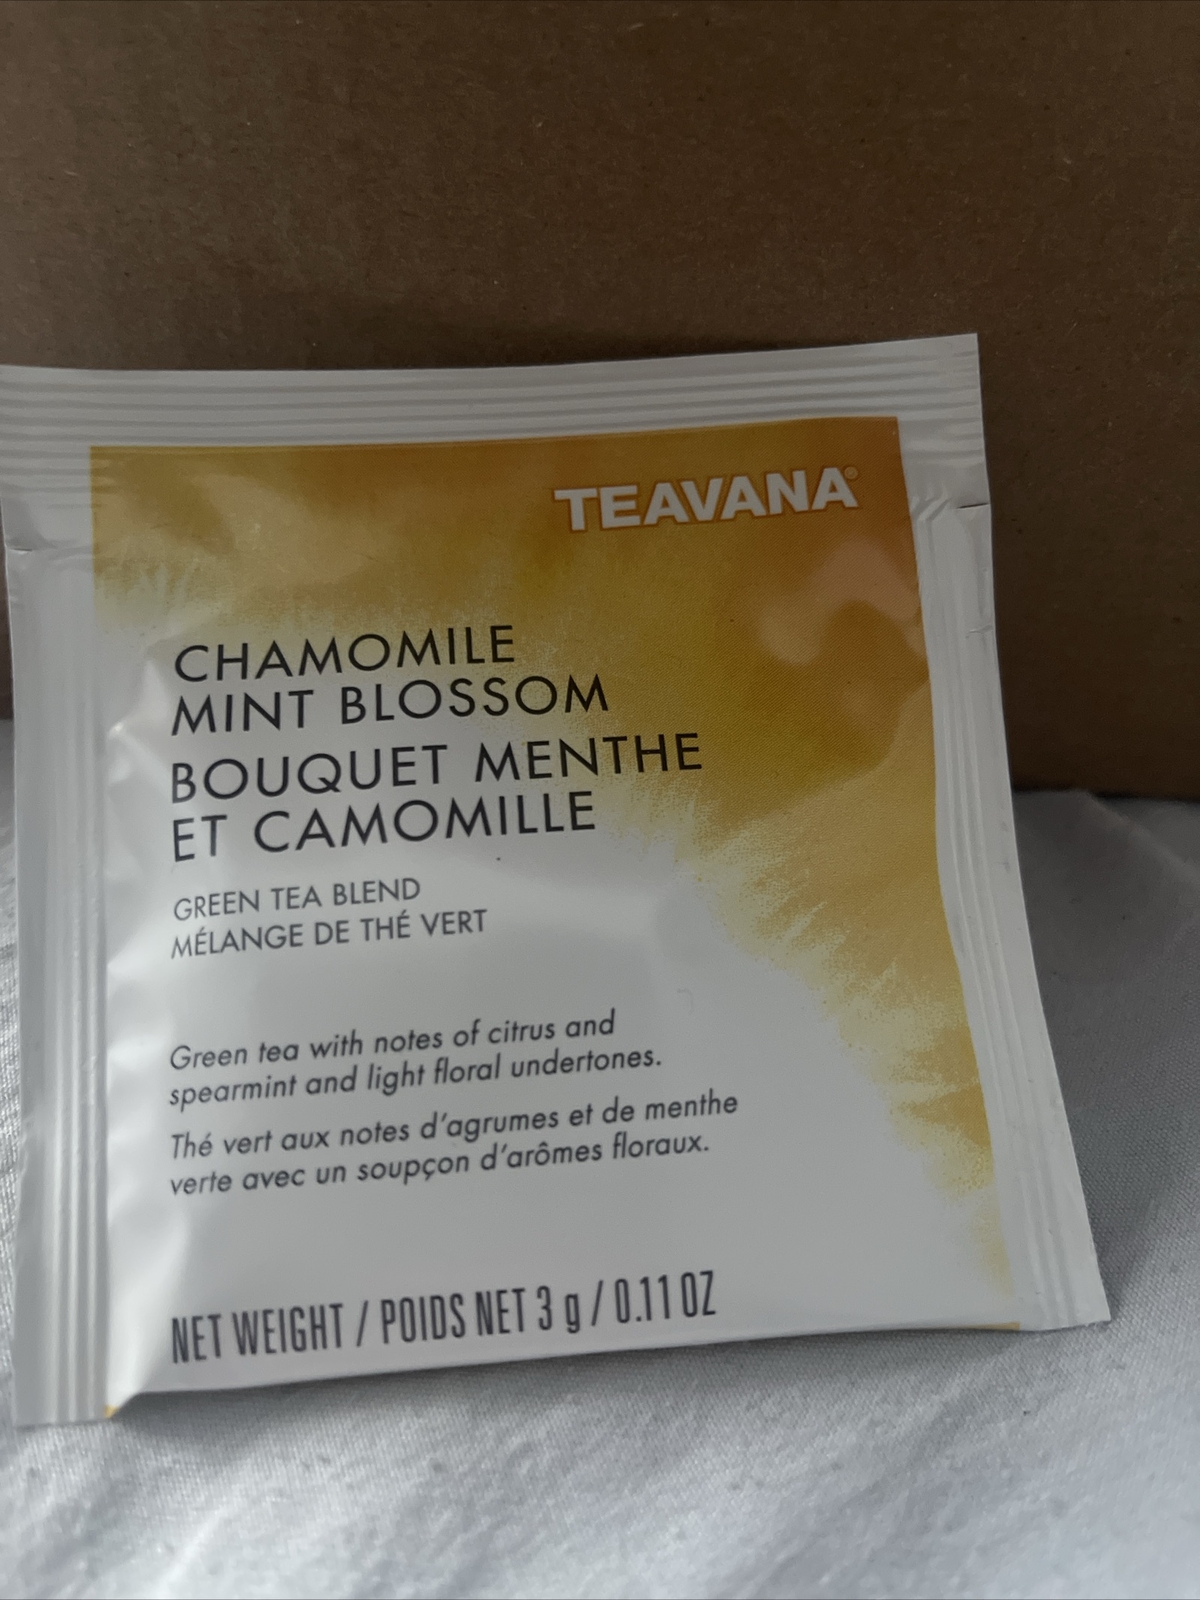 TEAVANA®
CHAMOMILE
MINT BLOSSOM
BOUQUET MENTHE
ET CAMOMILLE
GREEN TEA BLEND
MÉLANGE DE THÉ VERT
Green tea with notes of citrus and
spearmint and light floral undertones.
Thé vert aux notes d'agrumes et de menthe
verte avec un soupçon d'arômes floraux.
NET WEIGHT / POIDS NET 3 g / 0.11 OZ